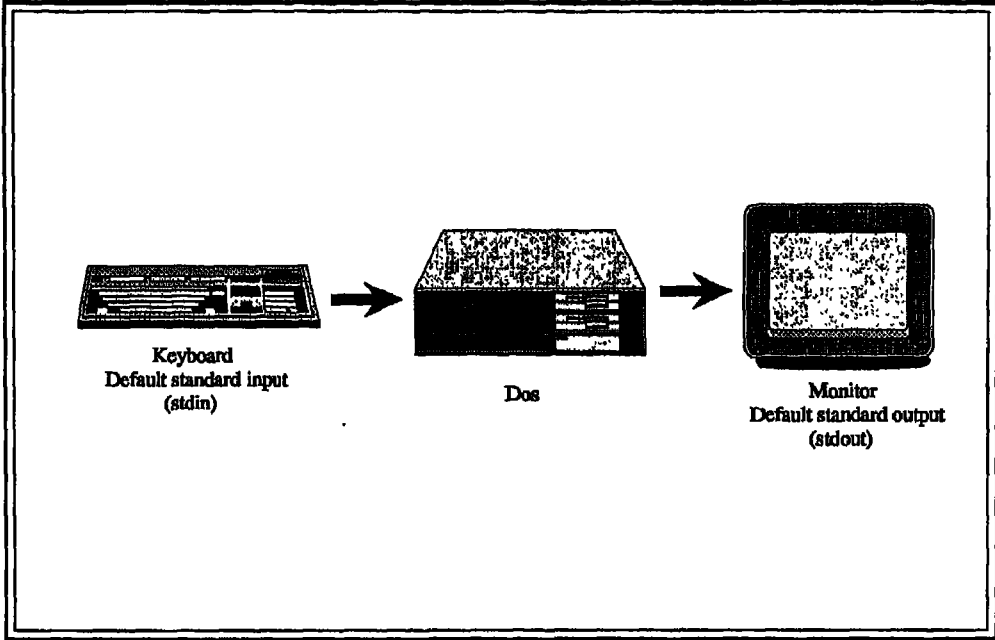 Keyboard
Default standard input
(stdin)
Dos
Monitor
Default standard output
(stdout)